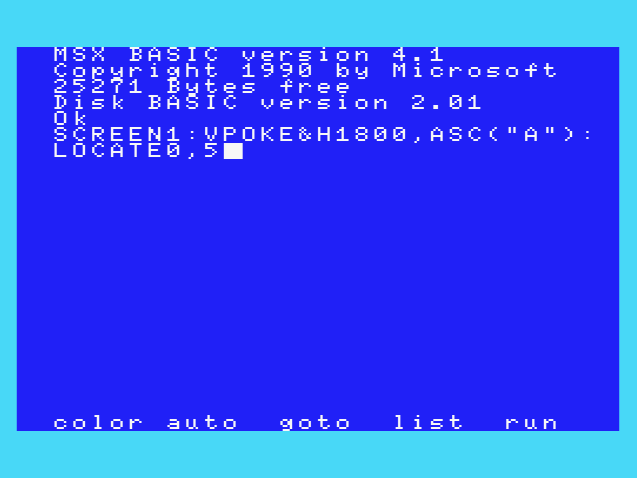 MSX BASIC version 4.1
Copyright 1990 by Microsoft
25271 Bytes free
Disk BASIC version 2.01
Ok
SCREEN1:VPOKE&H1800,ASC("A"):
LOCATE0,5
color auto goto list run